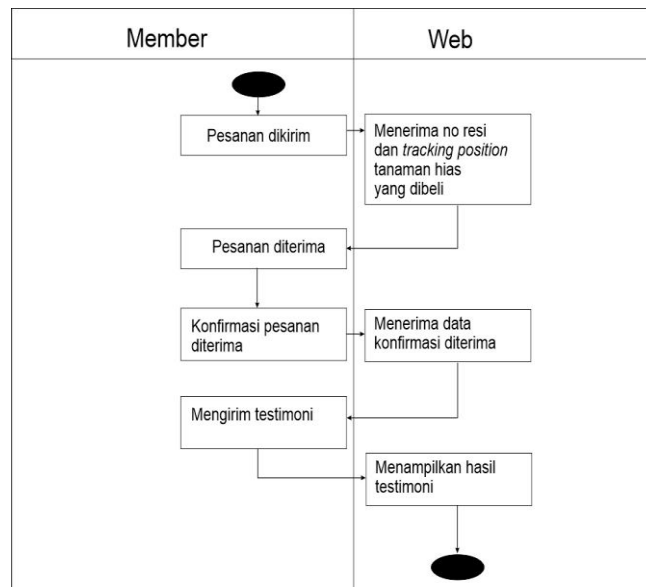 Member
Web
Pesanan dikirim
Menerima no resi
dan tracking position
tanaman hias
yang dibeli
Pesanan diterima
Konfirmasi pesanan
diterima
Menerima data
konfirmasi diterima
Mengirim testimoni
Menampilkan hasil
testimoni